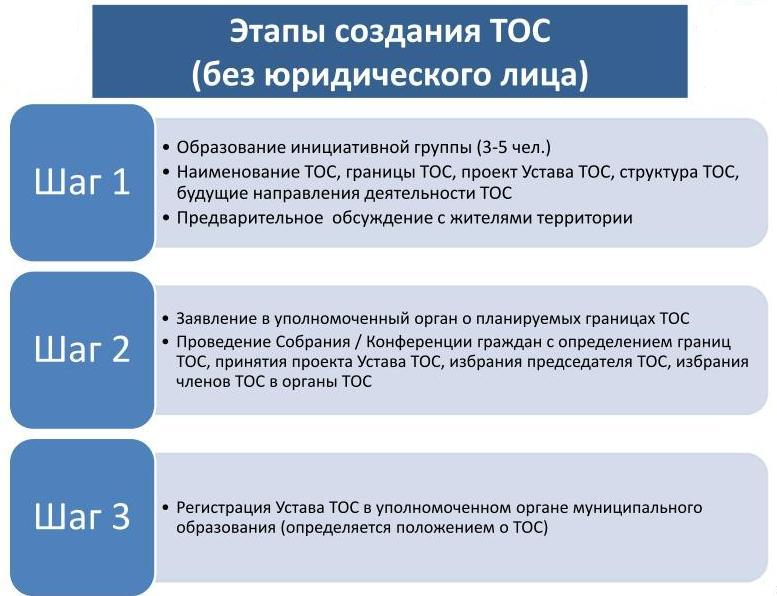 Этапы создания ТОС
(без юридического лица)
Шаг 1
• Образование инициативной группы (3-5 чел.)
• Наименование ТОС, границы ТОС, проект Устава ТОС, структура ТОС,
будущие направления деятельности ТОС
• Предварительное обсуждение с жителями территории
Шаг 2
• Заявление в уполномоченный орган о планируемых границах ТОС
• Проведение Собрания / Конференции граждан с определением границ
ТОС, принятия проекта Устава ТОС, избрания председателя ТОС, избрания
членов ТОС в органы ТОС
Шаг 3
• Регистрация Устава ТОС в уполномоченном органе муниципального
образования (определяется положением о ТОС)